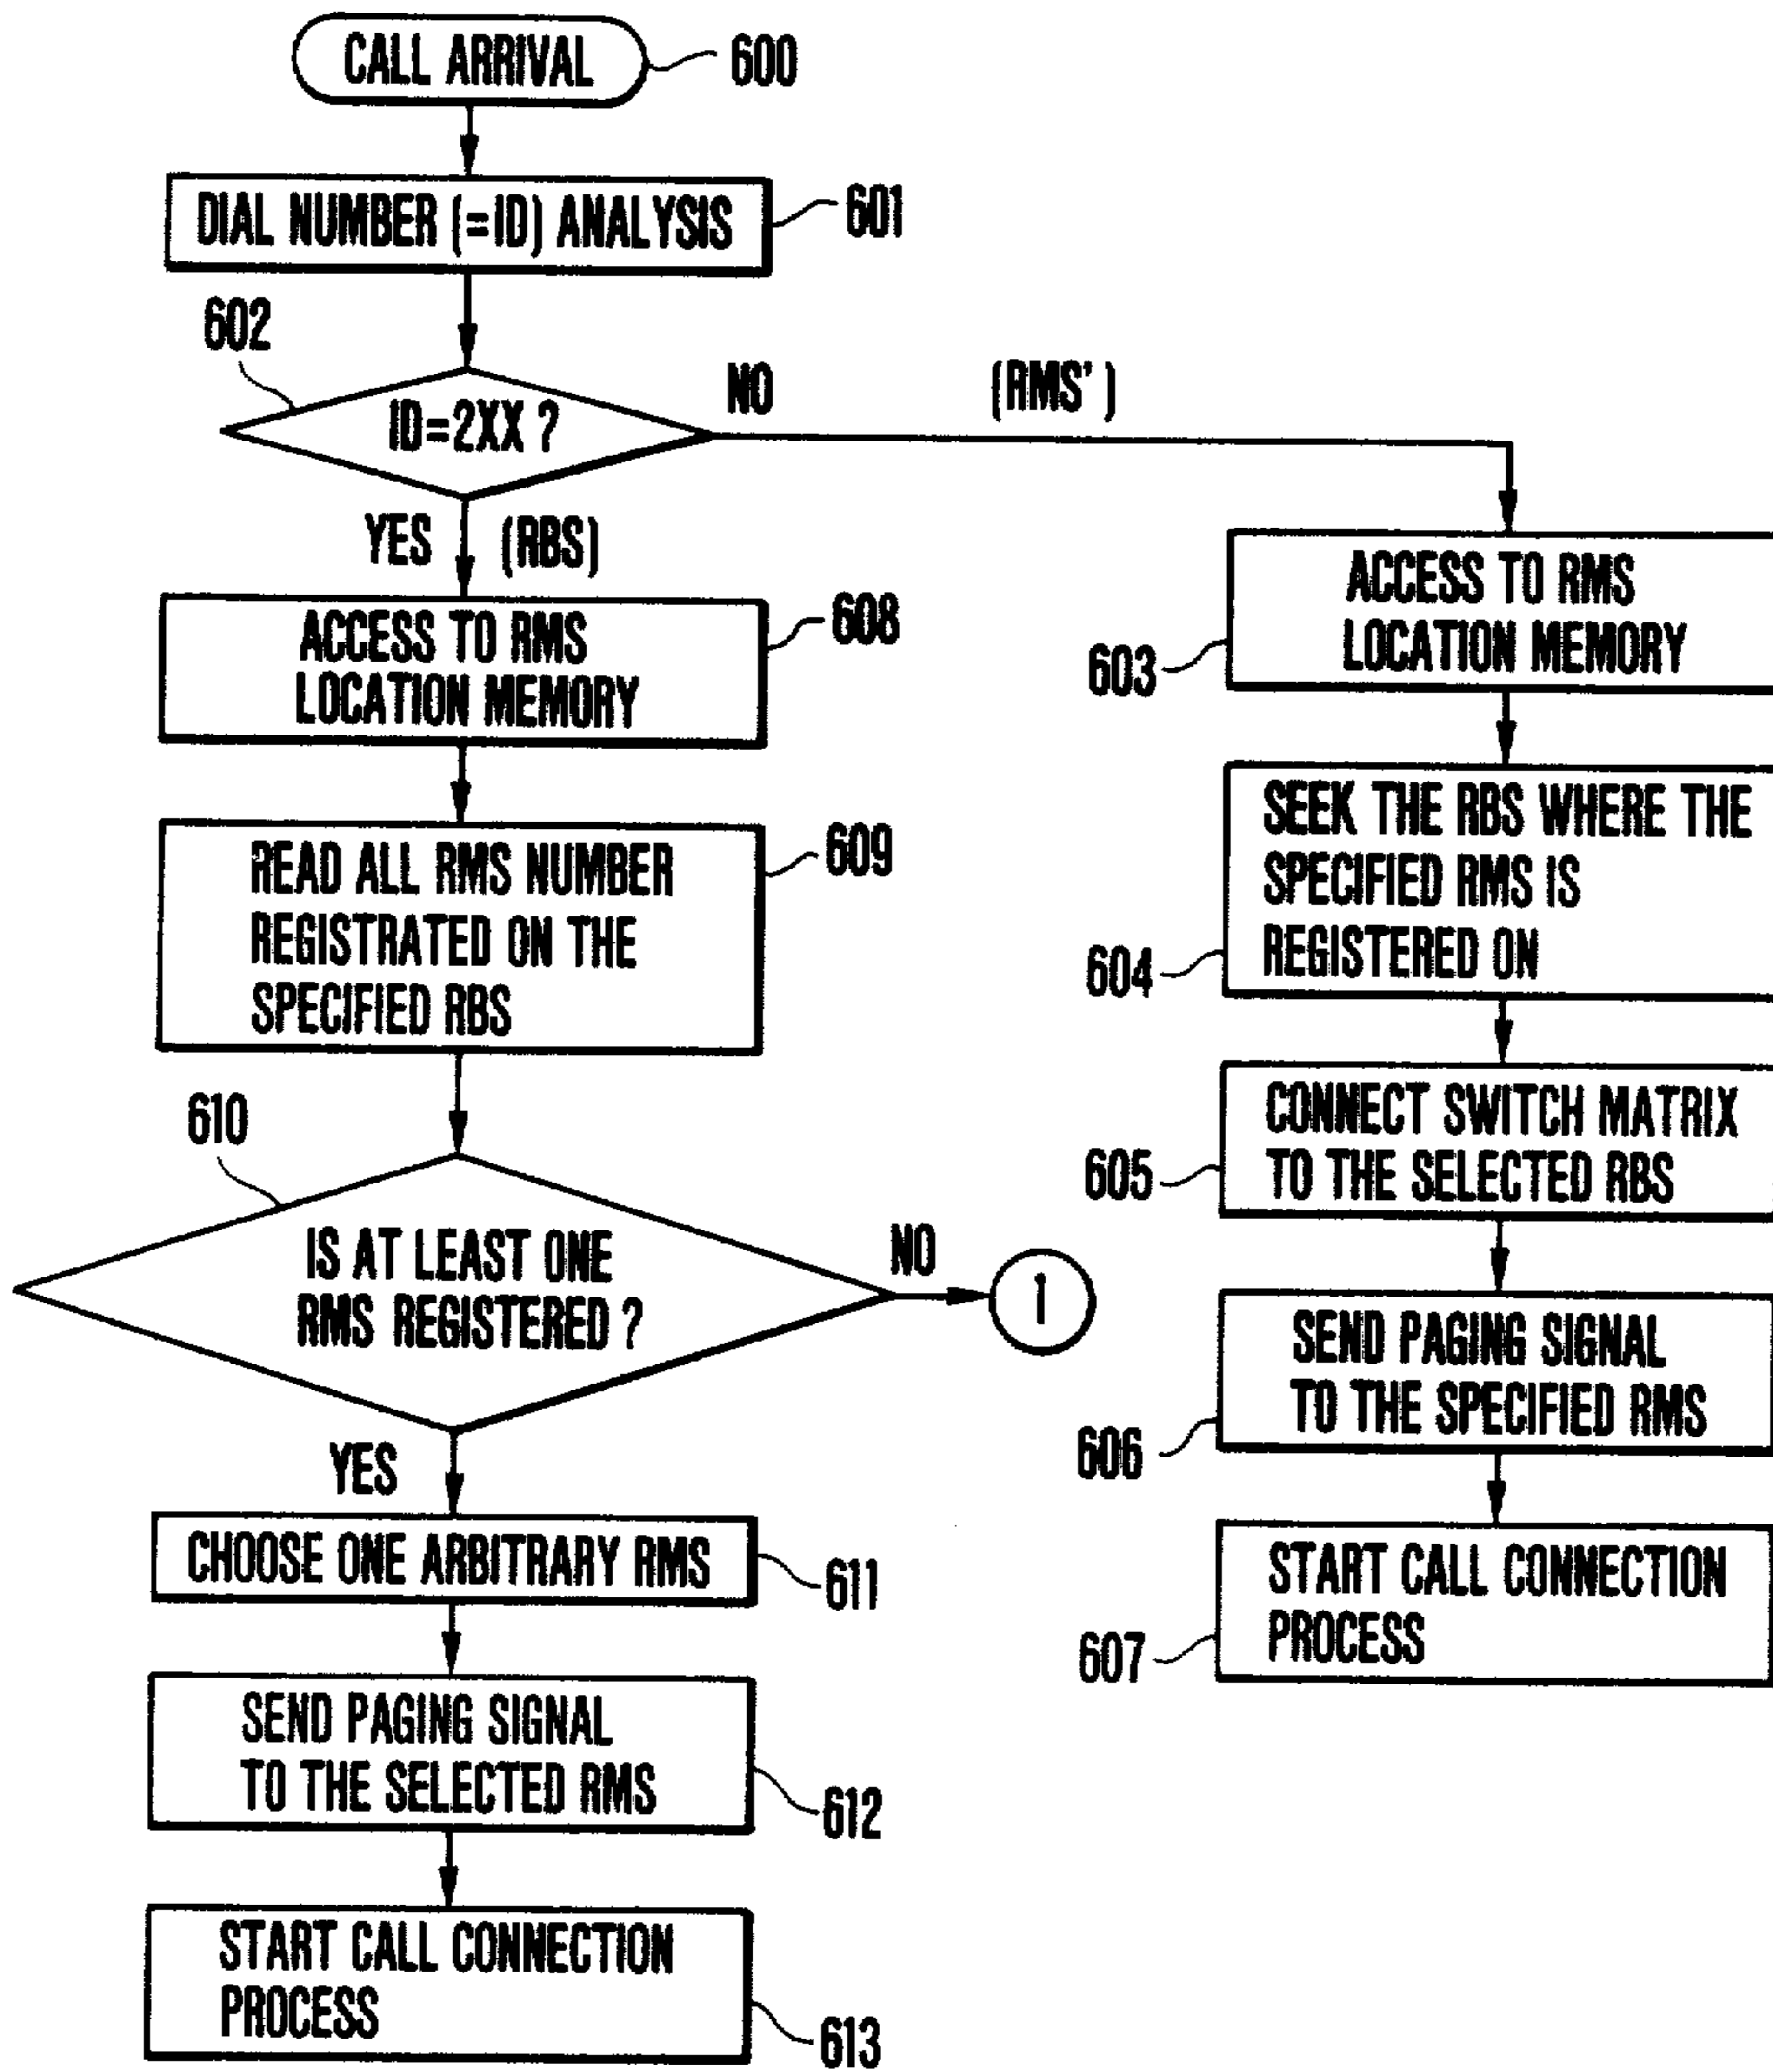 CALL ARRIVAL
600
DIAL NUMBER (=ID) ANALYSIS
601
602
ID=2XX ?
NO
(RMS')
YES
(RBS)
ACCESS TO RMS
LOCATION MEMORY
608
READ ALL RMS NUMBER
REGISTRATED ON THE
SPECIFIED RBS
609
610
IS AT LEAST ONE
RMS REGISTERED ?
NO
1
YES
CHOOSE ONE ARBITRARY RMS
611
SEND PAGING SIGNAL
TO THE SELECTED RMS
612
START CALL CONNECTION
PROCESS
613
ACCESS TO RMS
LOCATION MEMORY
603
SEEK THE RBS WHERE THE
SPECIFIED RMS IS
REGISTERED ON
604
CONNECT SWITCH MATRIX
TO THE SELECTED RBS
605
SEND PAGING SIGNAL
TO THE SPECIFIED RMS
606
START CALL CONNECTION
PROCESS
607